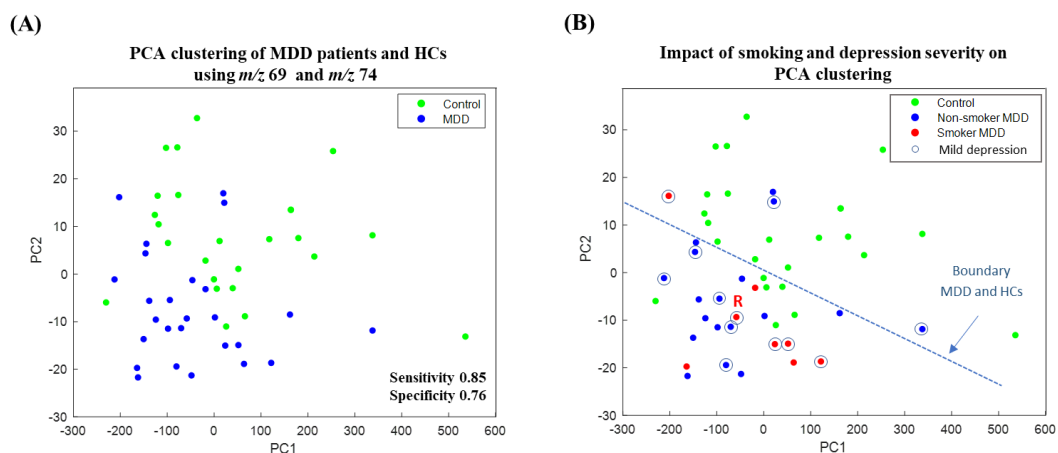 (A)
PCA clustering of MDD patients and HCs
using m/z 69 and m/z 74
Control
MDD
30
20
10
0
-10
-20
-30
PC2
Sensitivity 0.85
Specificity 0.76
-300
-200
-100
0
100
200
300
400
500
600
PC1
(B)
Impact of smoking and depression severity on
PCA clustering
Control
Non-smoker MDD
Smoker MDD
Mild depression
30
20
10
0
-10
-20
-30
PC2
R
Boundary
MDD and HCs
-300
-200
-100
0
100
200
300
400
500
600
PC1